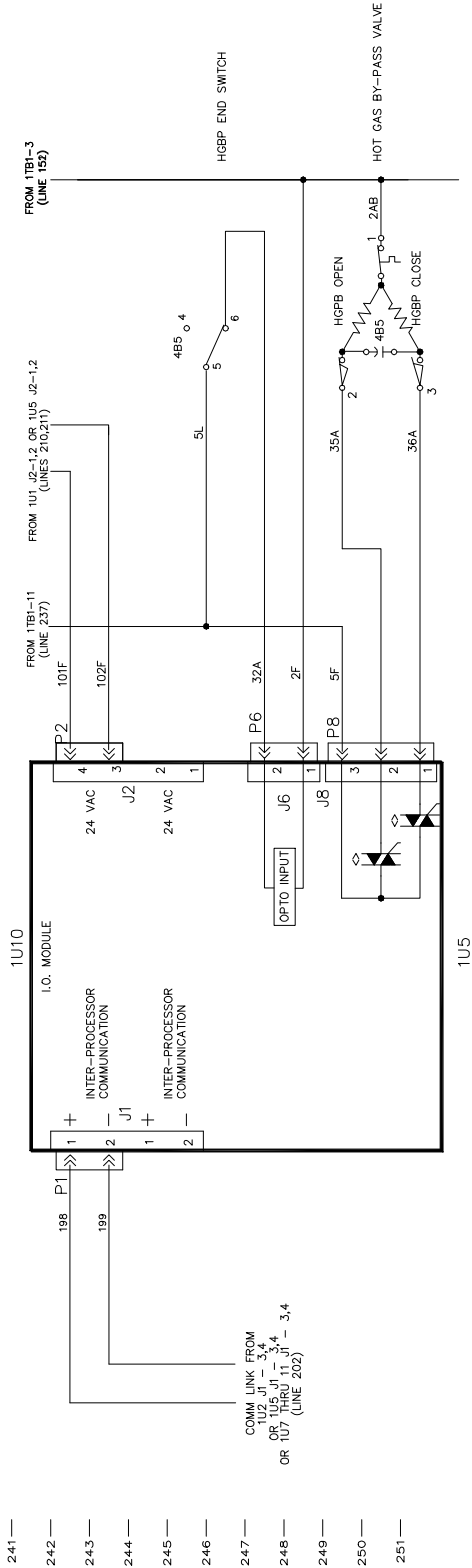 241
242
243
244
245
246
247
248
249
250
251
1U10
I.O. MODULE
1U5
COMM LINK FROM
1U2 J1 - 3,4
OR 1U5 J1 - 3,4
OR 1U7 THRU 11 J1 - 3,4
(LINE 202)
198
199
P1
1
2
1
2
+
−
+
−
J1
INTER-PROCESSOR
COMMUNICATION
INTER-PROCESSOR
COMMUNICATION
24 VAC
24 VAC
J2
4
3
2
1
P2
101F
102F
FROM 1TB1-11
(LINE 237)
FROM 1U1 J2-1,2 OR 1U5 J2-1,2
(LINES 210,211)
FROM 1TB1-3
(LINE 152)
OPTO INPUT
J6
2
1
P6
32A
2F
J8
3
2
1
P8
5F
5L
4B5
4
5
6
HGBP END SWITCH
35A
36A
2
3
HGPB OPEN
4B5
HGBP CLOSE
1
2AB
HOT GAS BY-PASS VALVE